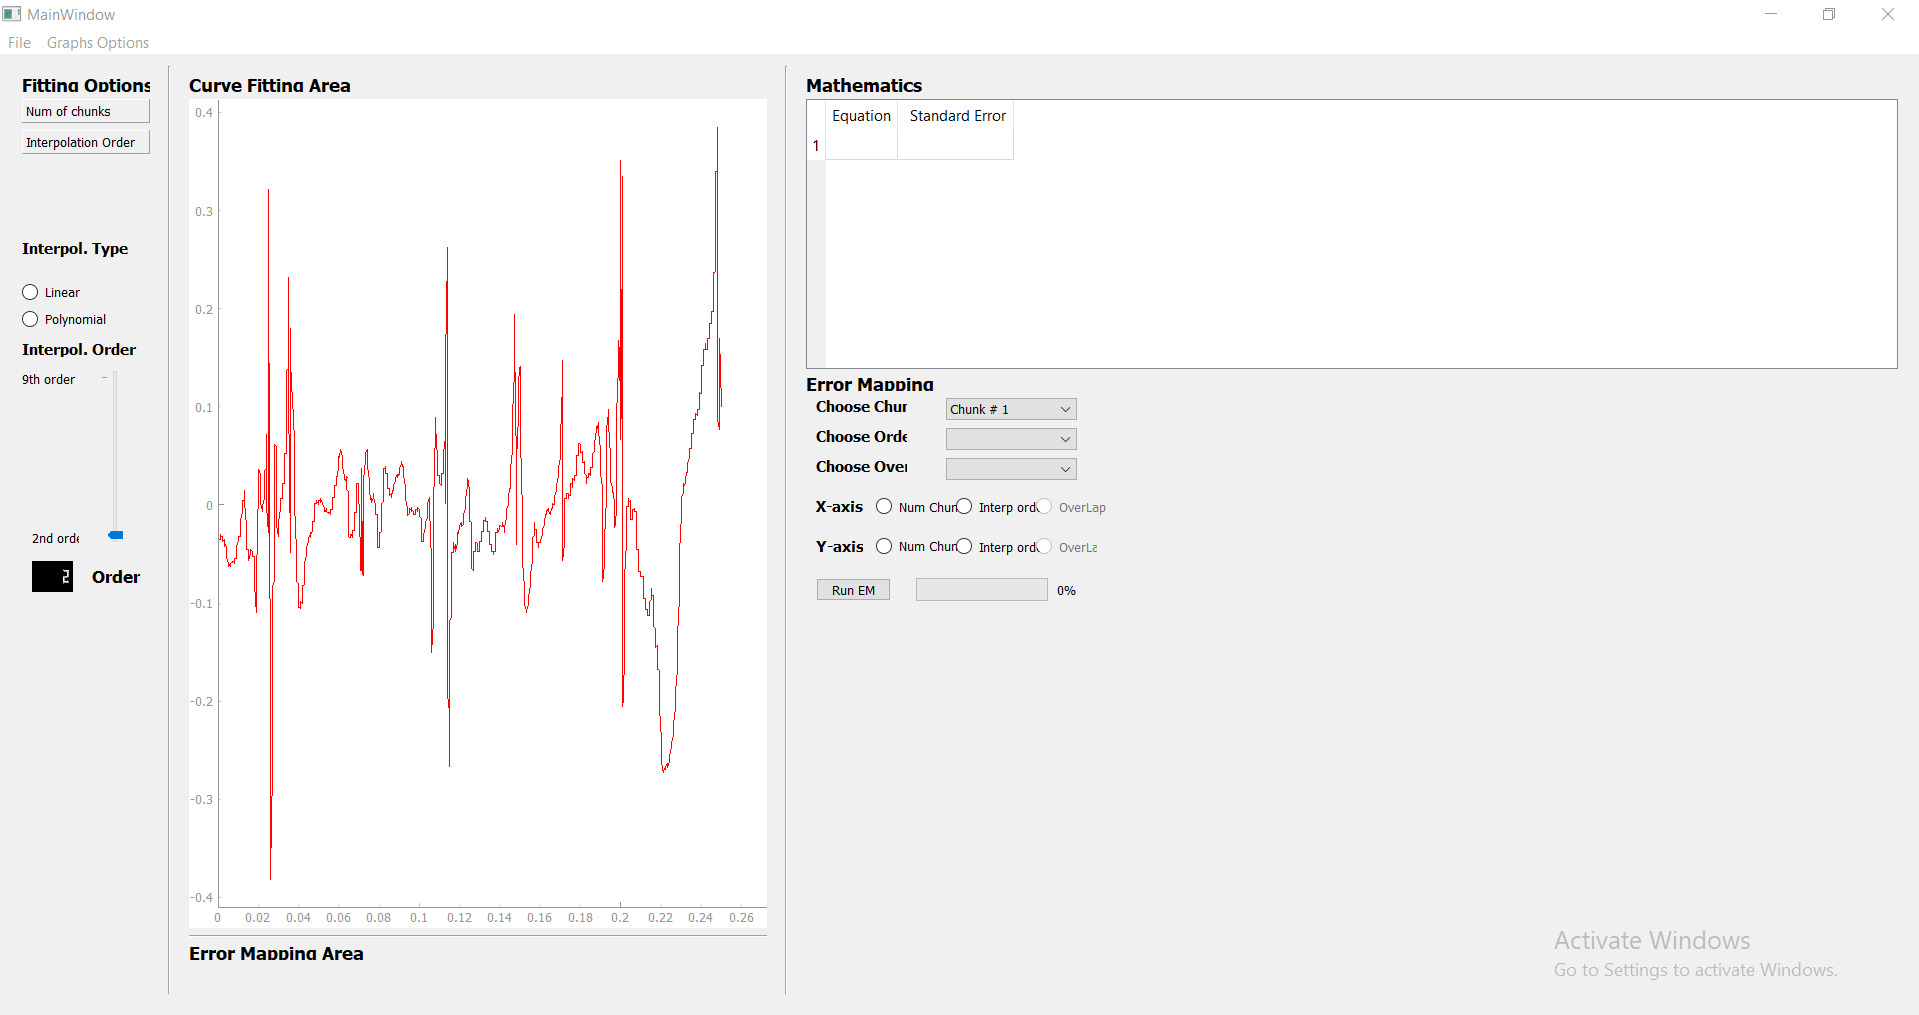 MainWindow
File Graphs Options
Fitting Options
Num of chunks
Interpolation Order
Interpol. Type
Linear
Polynomial
Interpol. Order
9th order
2nd orde
2 Order
Curve Fitting Area
0.4
0.3
0.2
0.1
0
-0.1
-0.2
-0.3
-0.4
0 0.02 0.04 0.06 0.08 0.1 0.12 0.14 0.16 0.18 0.2 0.22 0.24 0.26
Error Mapping Area
Mathematics
Equation Standard Error
1
Error Mapping
Choose Chur Chunk # 1
Choose Orde
Choose Over
X-axis Num Chun Interp orde OverLap
Y-axis Num Chun Interp orde OverLa
Run EM 0%
Activate Windows
Go to Settings to activate Windows.